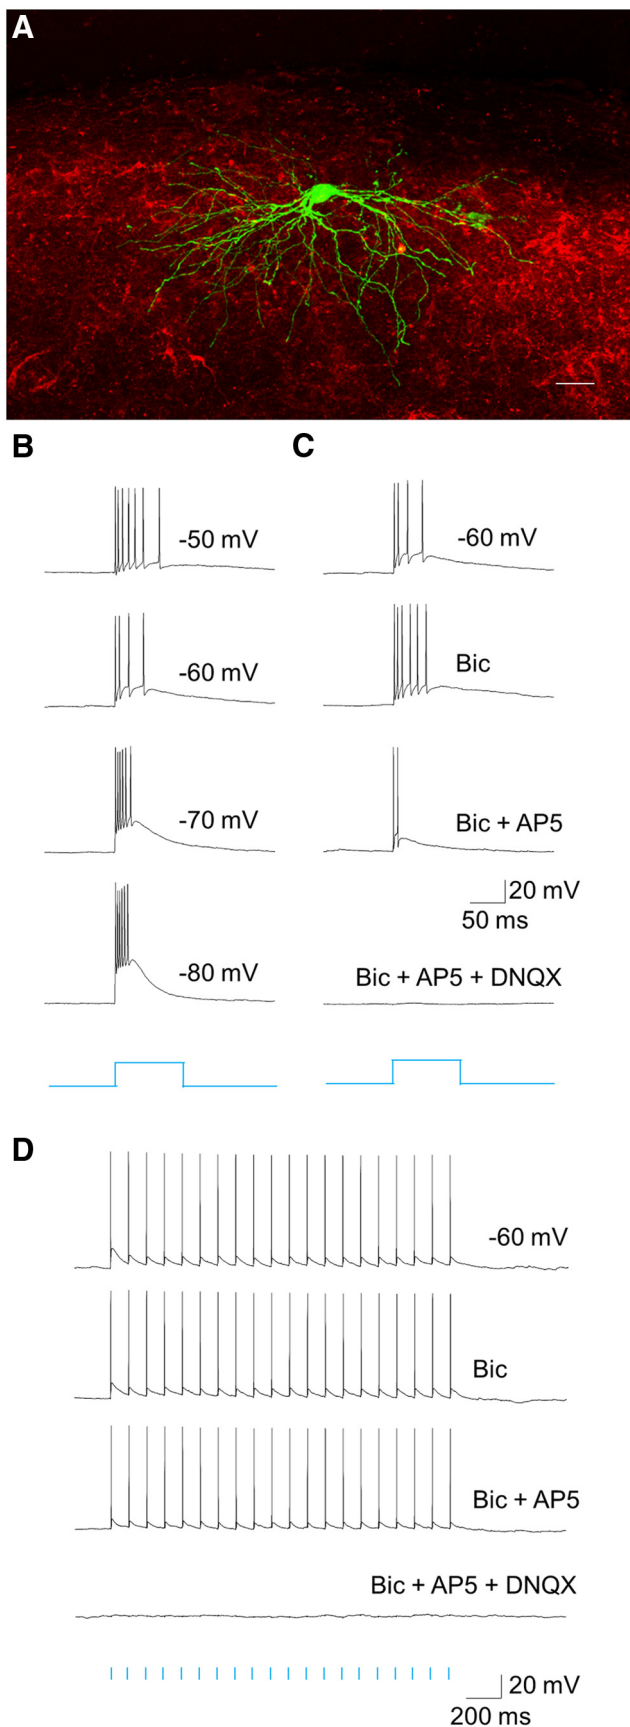 A
B
C
-50 mV
-60 mV
-60 mV
Bic
-70 mV
Bic + AP5
20 mV
50 ms
-80 mV
Bic + AP5 + DNQX
D
-60 mV
Bic
Bic + AP5
Bic + AP5 + DNQX
20 mV
200 ms